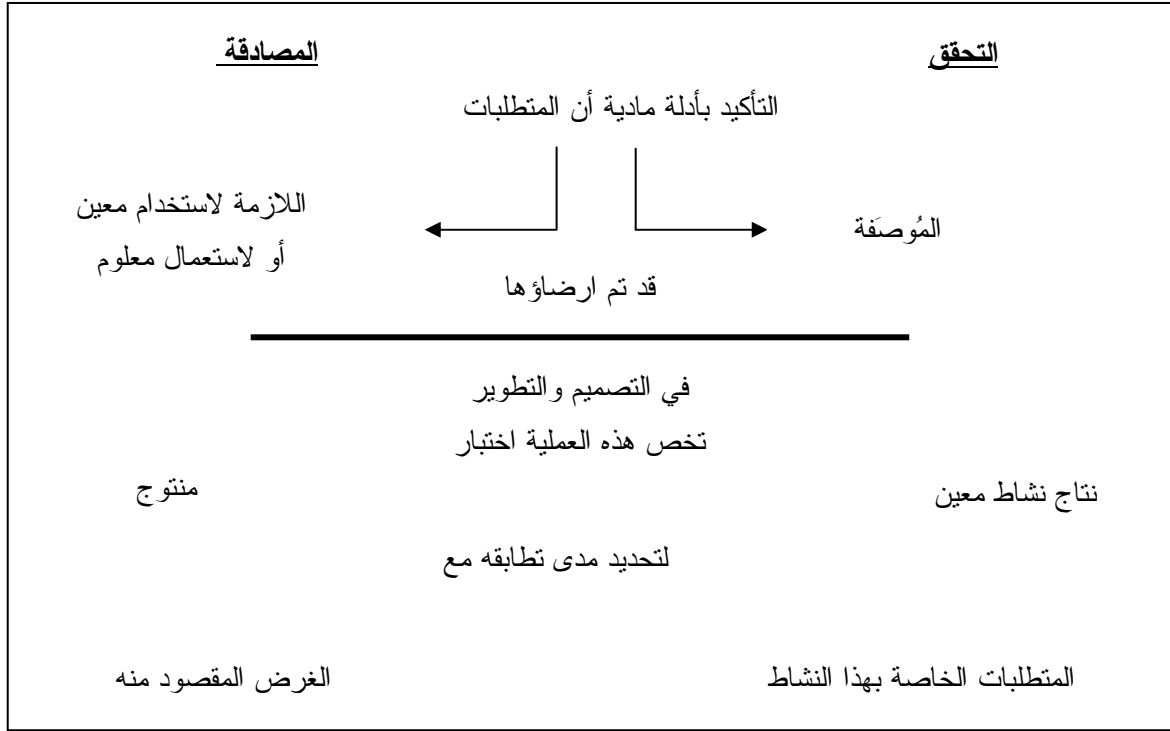 التحقق
المصادقة
التأكيد بأدلة مادية أن المتطلبات
المُوصَفة
اللازمة لاستخدام معين
أو لاستعمال معلوم
قد تم ارضاؤها
في التصميم والتطوير
تخص هذه العملية اختبار
نتاج نشاط معين
منتوج
لتحديد مدى تطابقه مع
المتطلبات الخاصة بهذا النشاط
الغرض المقصود منه